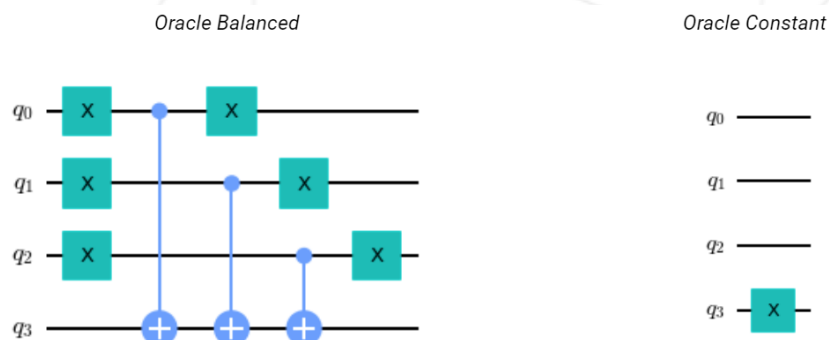 Oracle Balanced
Oracle Constant
q0 X X
q1 X X
q2 X X
q3
q0
q1
q2
q3 X